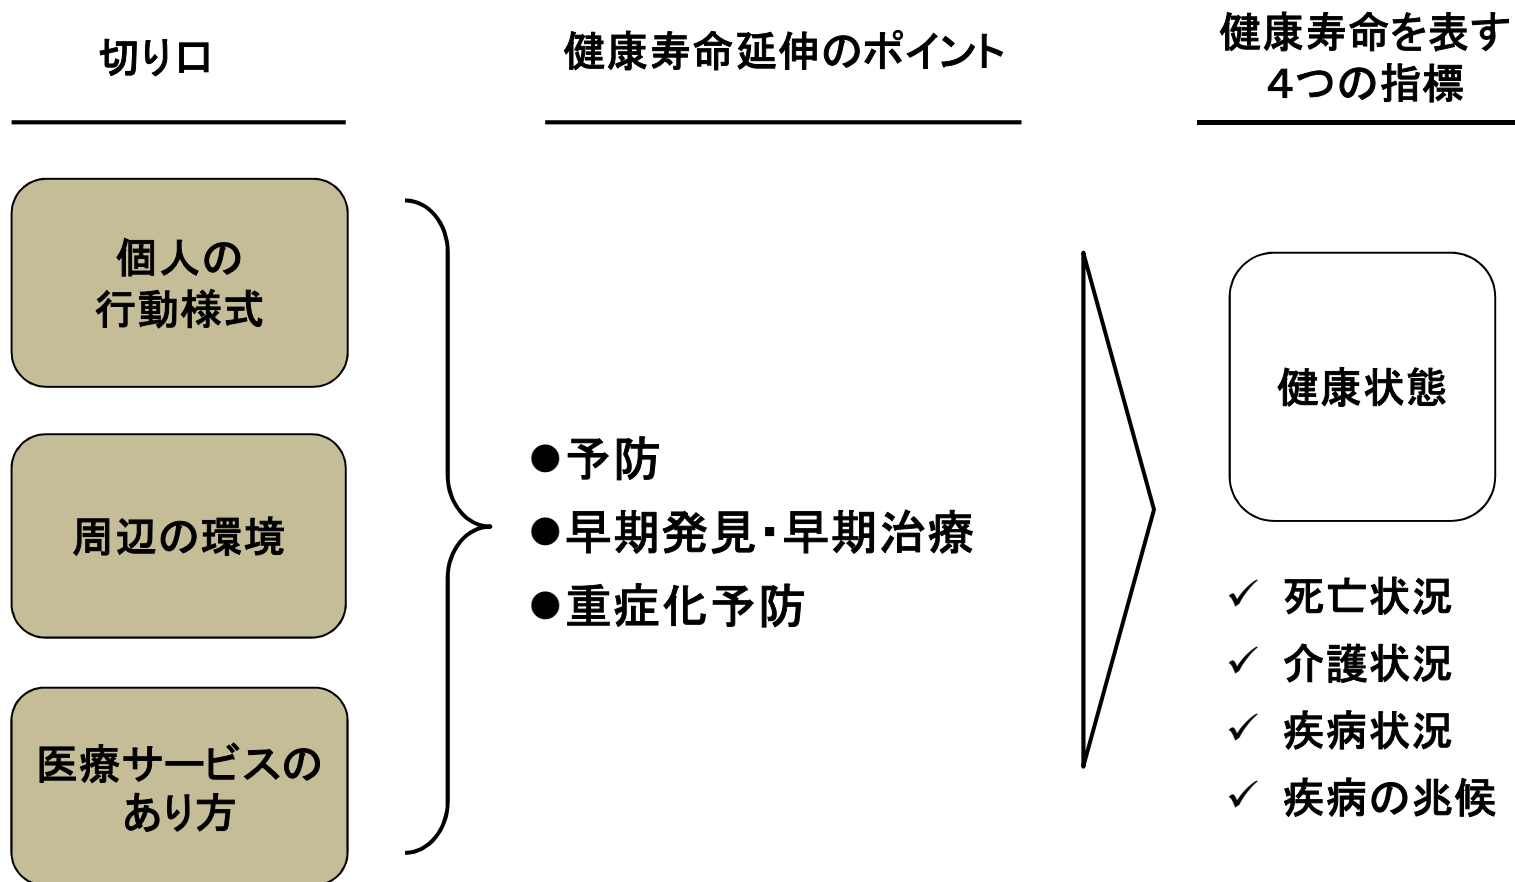 切り口
健康寿命延伸のポイント
健康寿命を表す
4つの指標
個人の
行動様式
周辺の環境
医療サービスの
あり方
●予防
●早期発見・早期治療
●重症化予防
健康状態
✓ 死亡状況
✓ 介護状況
✓ 疾病状況
✓ 疾病の兆候